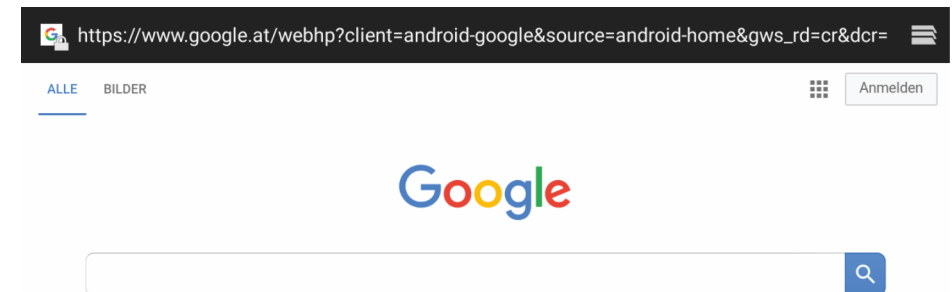 https://www.google.at/webhp?client=android-google&source=android-home&gws_rd=cr&dcr=
ALLE BILDER Anmelden
Google